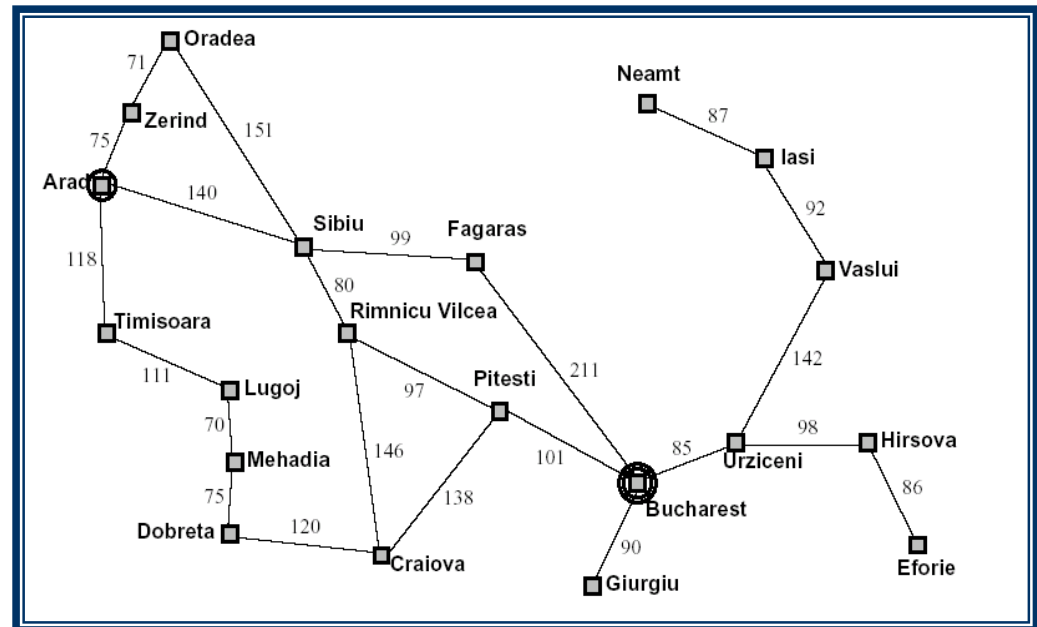 Oradea
71
Neamt
87
Zerind
151
75
Iasi
Arad
140
92
Sibiu
Fagaras
99
118
Vaslui
80
Rimnicu Vilcea
Timisoara
142
111
211
Pitesti
97
Lugoj
70
98
Hirsova
146
85
Urziceni
Mehadia
101
75
138
86
Bucharest
Dobreta
120
90
Craiova
Eforie
Giurgiu